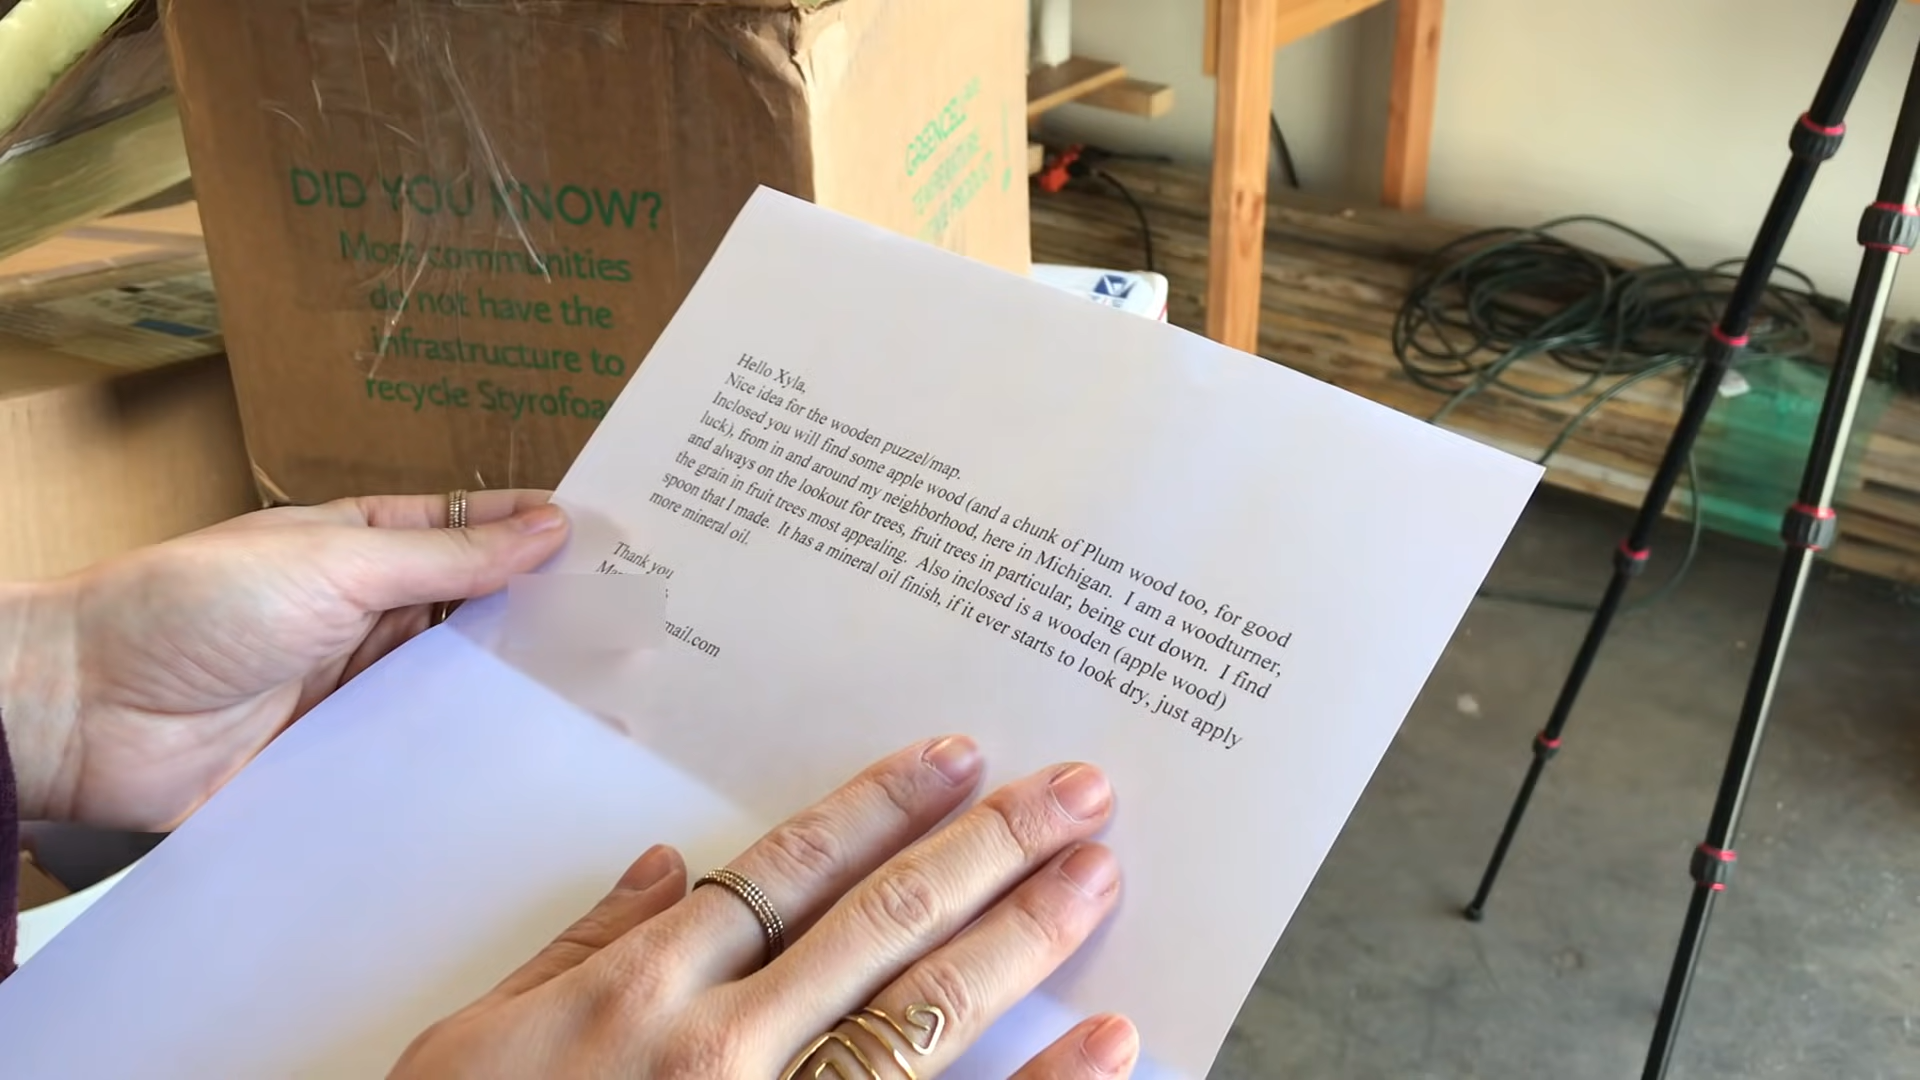 DID YOU KNOW?
Most communities
do not have the
infrastructure to
recycle Styrofoa
Hello Xyla,
Nice idea for the wooden puzzel/map.
Inclosed you will find some apple wood (and a chunk of Plum wood too, for good
luck), from in and around my neighborhood, here in Michigan. I am a woodturner,
and always on the lookout for trees, fruit trees in particular, being cut down. I find
the grain in fruit trees most appealing. Also inclosed is a wooden (apple wood)
spoon that I made. It has a mineral oil finish, if it ever starts to look dry, just apply
more mineral oil.
Thank you
mail.com